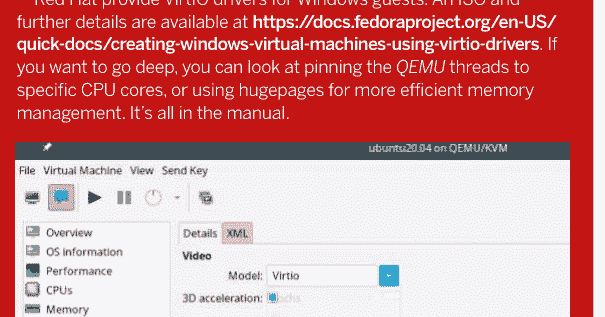 Red Hat provide VirtIO drivers for Windows guests. An ISO and
further details are available at https://docs.fedoraproject.org/en-US/
quick-docs/creating-windows-virtual-machines-using-virtio-drivers. If
you want to go deep, you can look at pinning the QEMU threads to
specific CPU cores, or using hugepages for more efficient memory
management. It's all in the manual.
ubuntu20.04 on QEMU/KVM
File Virtual Machine View Send Key
Overview
Details XML
OS information
Video
Performance
Model: Virtio
CPUs
3D acceleration:
Memory